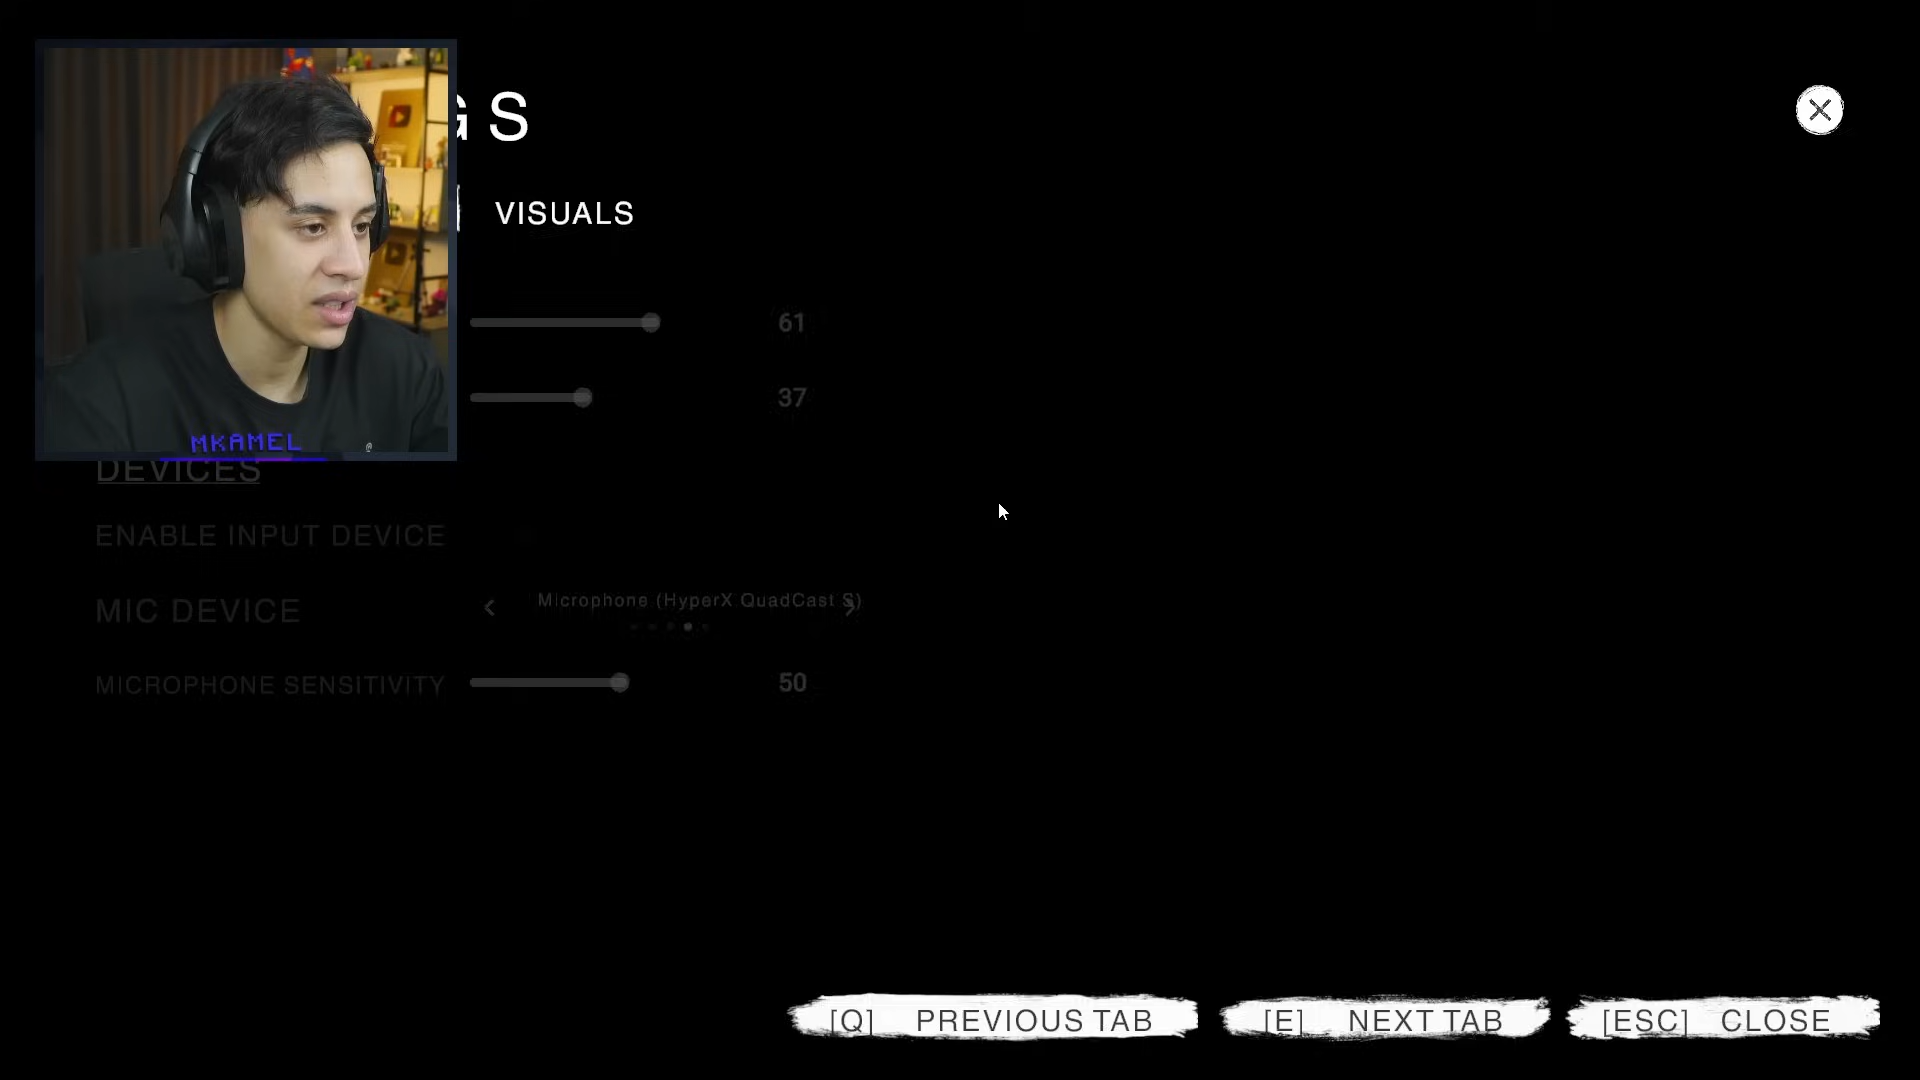 GS
VISUALS
61
37
MKAMEL
@
DEVICES
ENABLE INPUT DEVICE
MIC DEVICE
Microphone (HyperX QuadCast S)
MICROPHONE SENSITIVITY
50
[Q] PREVIOUS TAB
[E] NEXT TAB
[ESC] CLOSE